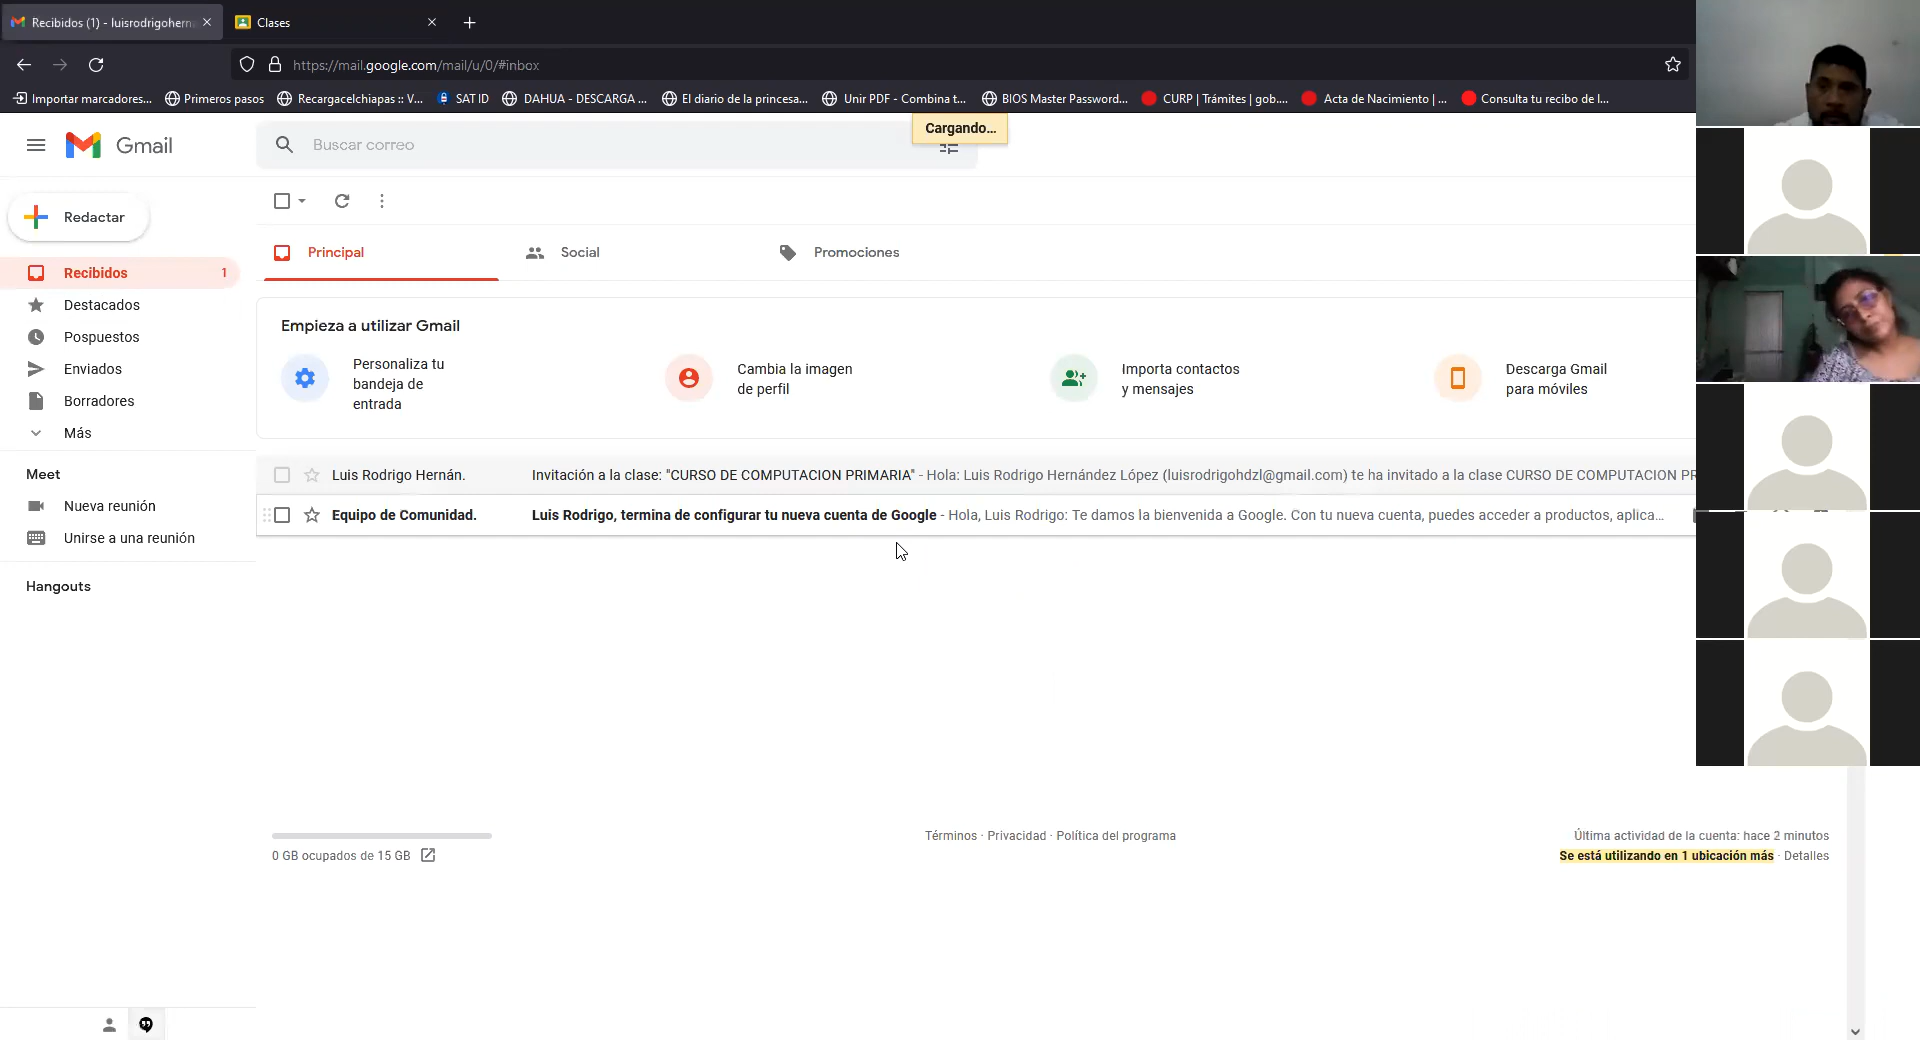 Recibidos (1) - luisrodrigohern
Clases
https://mail.google.com/mail/u/0/#inbox
Importar marcadores...
Primeros pasos
Recargacelchiapas :: V...
SAT ID
DAHUA - DESCARGA ...
El diario de la princesa...
Unir PDF - Combina t...
BIOS Master Password...
CURP | Trámites | gob....
Acta de Nacimiento | ...
Consulta tu recibo de l...
Cargando...
Gmail
Buscar correo
Redactar
Principal
Social
Promociones
Recibidos
1
Destacados
Pospuestos
Enviados
Borradores
Más
Meet
Nueva reunión
Unirse a una reunión
Hangouts
Empieza a utilizar Gmail
Personaliza tu
bandeja de
entrada
Cambia la imagen
de perfil
Importa contactos
y mensajes
Descarga Gmail
para móviles
Luis Rodrigo Hernán. Invitación a la clase: "CURSO DE COMPUTACION PRIMARIA" - Hola: Luis Rodrigo Hernández López (luisrodrigohdzl@gmail.com) te ha invitado a la clase CURSO DE COMPUTACION PR
Equipo de Comunidad. Luis Rodrigo, termina de configurar tu nueva cuenta de Google - Hola, Luis Rodrigo: Te damos la bienvenida a Google. Con tu nueva cuenta, puedes acceder a productos, aplica...
0 GB ocupados de 15 GB
Términos · Privacidad · Política del programa
Última actividad de la cuenta: hace 2 minutos
Se está utilizando en 1 ubicación más · Detalles